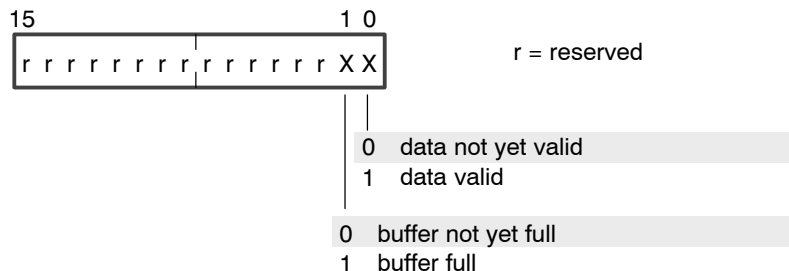 15 1 0
r r r r r r r r r r r r r r X X
r = reserved
0 data not yet valid
1 data valid
0 buffer not yet full
1 buffer full